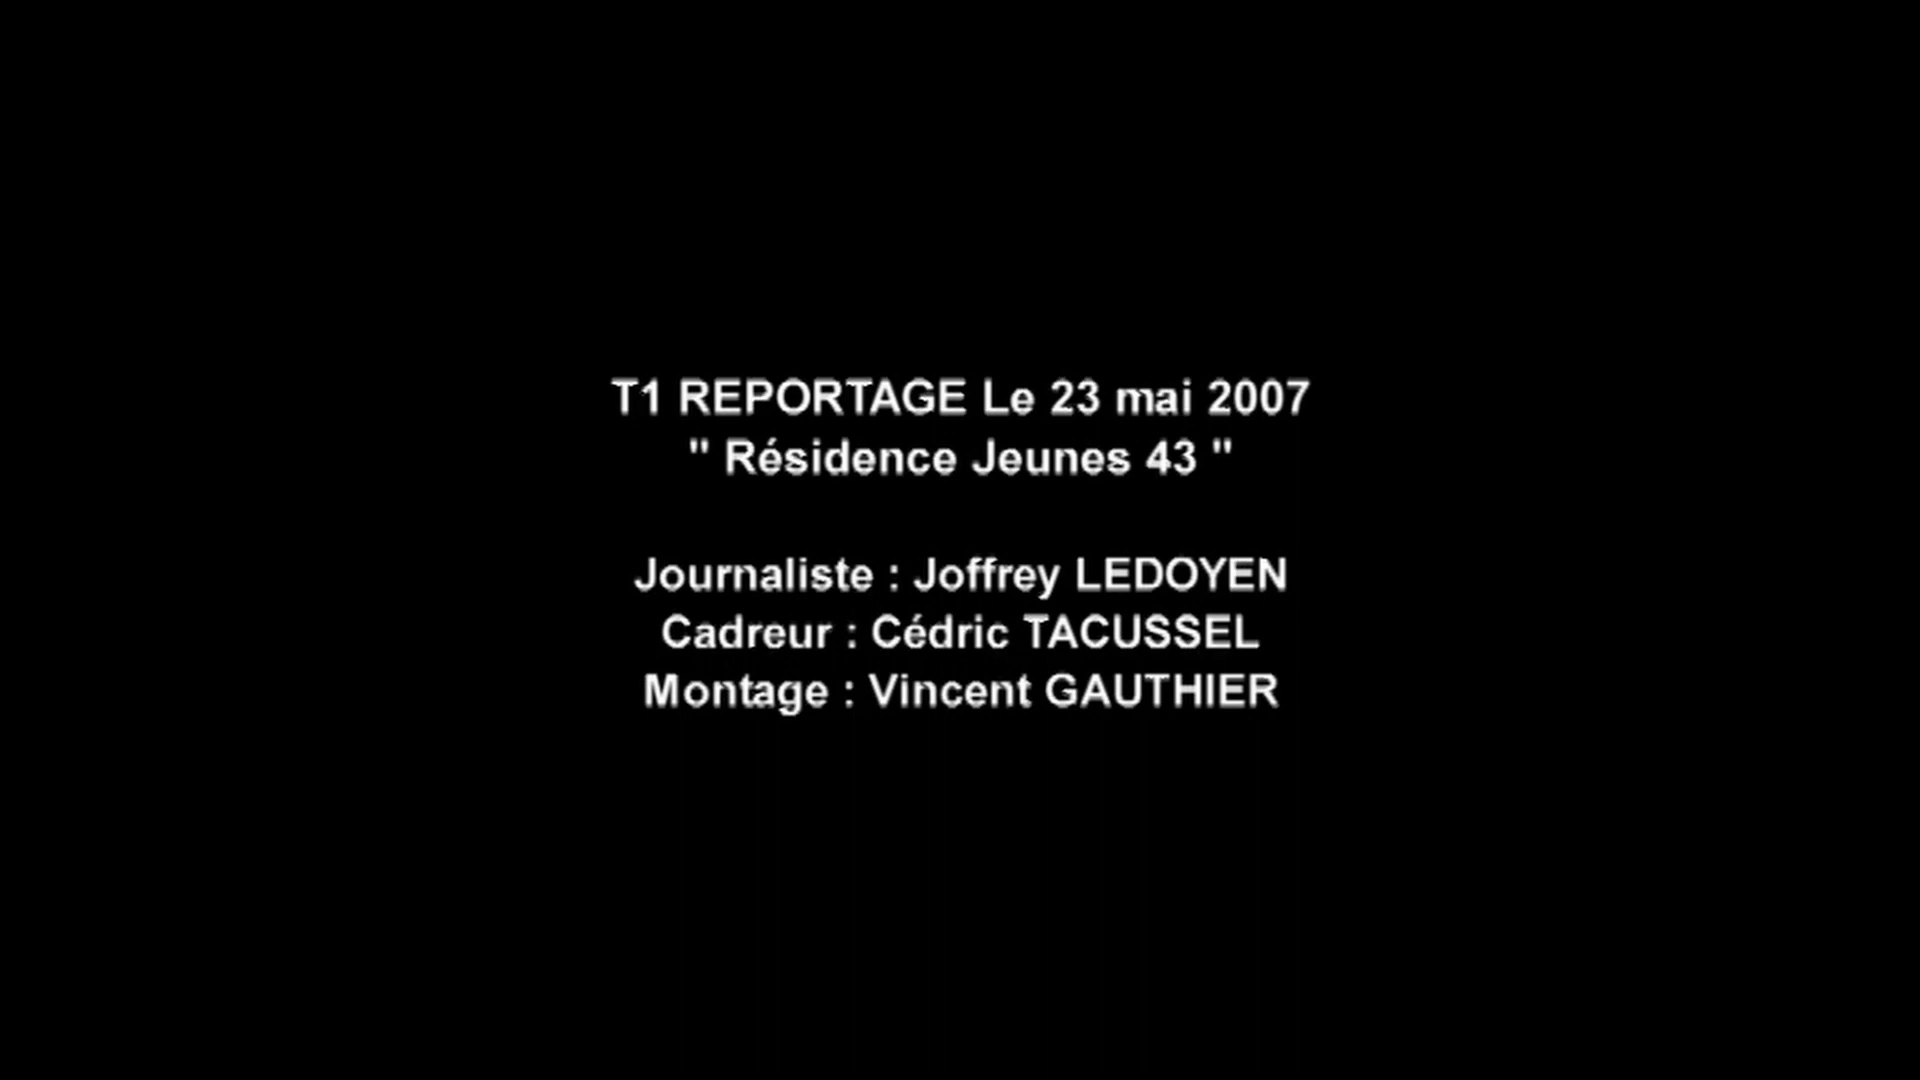 T1 REPORTAGE Le 23 mai 2007
" Résidence Jeunes 43 "
Journaliste : Joffrey LEDOYEN
Cadreur : Cédric TACUSSEL
Montage : Vincent GAUTHIER